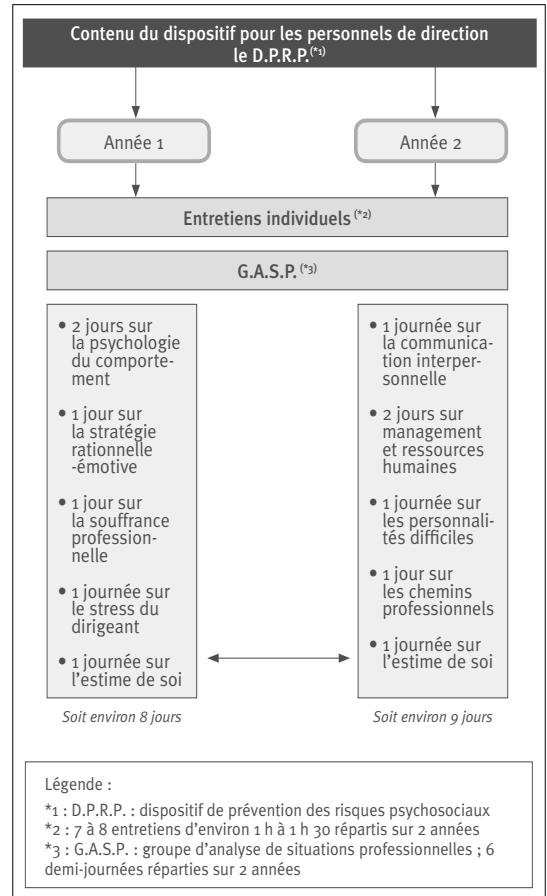 Contenu du dispositif pour les personnels de direction
le D.P.R.P.(*1)
Année 1
Année 2
Entretiens individuels (*2)
G.A.S.P. (*3)
• 2 jours sur
la psychologie
du comporte-
ment
• 1 jour sur
la stratégie
rationnelle
-émotive
• 1 jour sur
la souffrance
profession-
nelle
• 1 journée sur
le stress du
dirigeant
• 1 journée sur
l'estime de soi
Soit environ 8 jours
• 1 journée sur
la communica-
tion interper-
sonnelle
• 2 jours sur
management
et ressources
humaines
• 1 journée sur
les personnali-
tés difficiles
• 1 jour sur
les chemins
professionnels
• 1 journée sur
l'estime de soi
Soit environ 9 jours
Légende :
*1 : D.P.R.P. : dispositif de prévention des risques psychosociaux
*2 : 7 à 8 entretiens d'environ 1 h à 1 h 30 répartis sur 2 années
*3 : G.A.S.P. : groupe d'analyse de situations professionnelles ; 6
demi-journées réparties sur 2 années